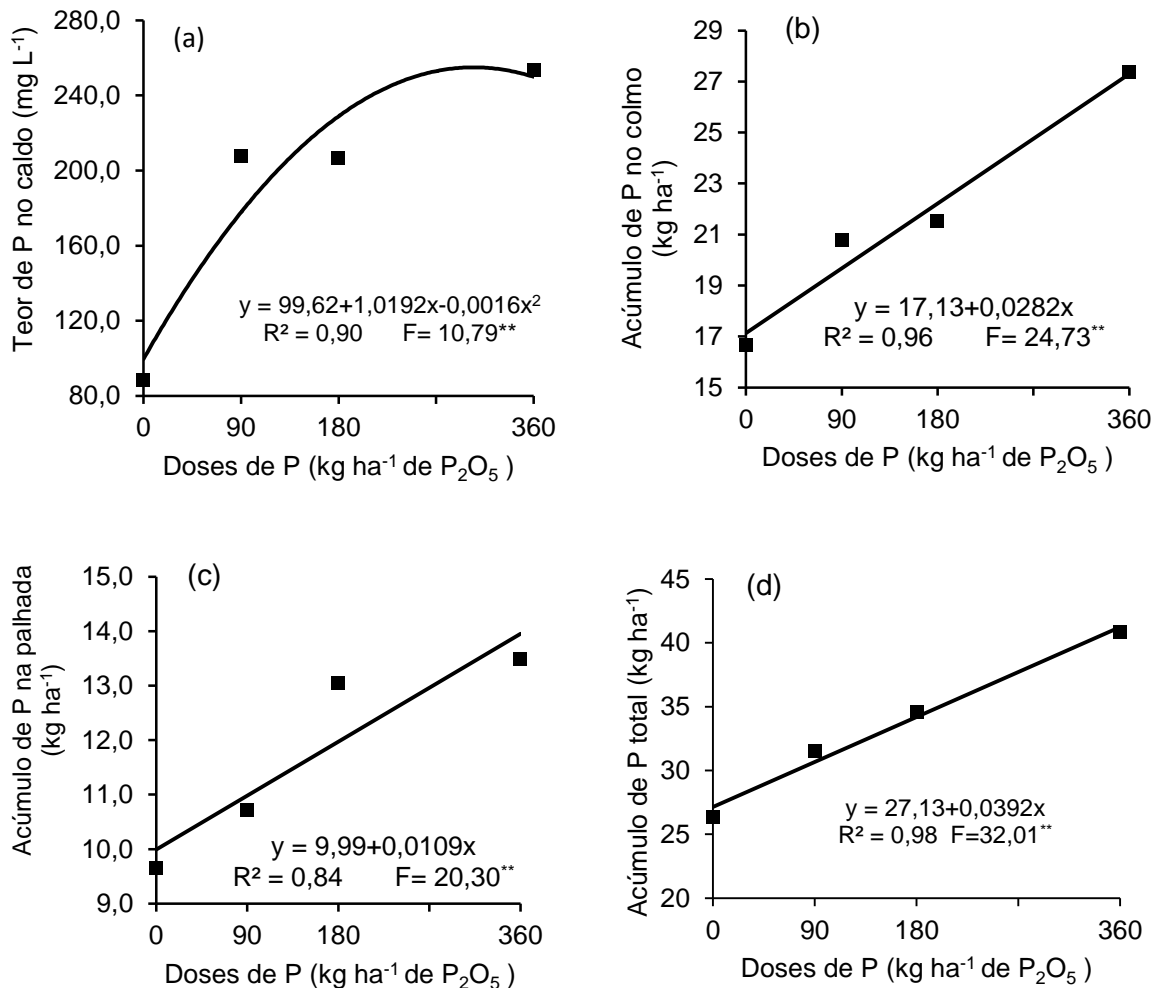 (a)
Teor de P no caldo (mg L⁻¹)
280,0
240,0
200,0
160,0
120,0
80,0
y = 99,62+1,0192x-0,0016x²
R² = 0,90 F= 10,79**
0 90 180 360
Doses de P (kg ha⁻¹ de P₂O₅ )
(b)
Acúmulo de P no colmo
(kg ha⁻¹)
29
27
25
23
21
19
17
15
y = 17,13+0,0282x
R² = 0,96 F= 24,73**
0 90 180 360
Doses de P (kg ha⁻¹ de P₂O₅ )
(c)
Acúmulo de P na palhada
(kg ha⁻¹)
15,0
14,0
13,0
12,0
11,0
10,0
9,0
y = 9,99+0,0109x
R² = 0,84 F= 20,30**
0 90 180 360
Doses de P (kg ha⁻¹ de P₂O₅ )
(d)
Acúmulo de P total (kg ha⁻¹)
45
40
35
30
25
20
y = 27,13+0,0392x
R² = 0,98 F=32,01**
0 90 180 360
Doses de P (kg ha⁻¹ de P₂O₅ )